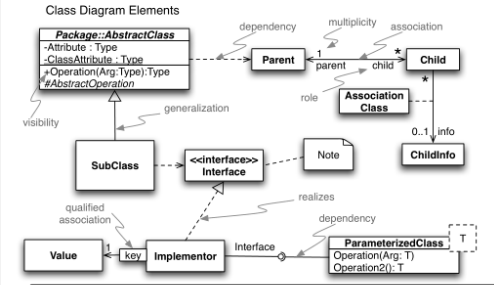 Class Diagram Elements
Package::AbstractClass
-Attribute : Type
-ClassAttribute : Type
+Operation(Arg:Type):Type
#AbstractOperation
dependency
multiplicity
association
Parent
1
parent
child
*
Child
role
*
Association
Class
0..1 info
ChildInfo
visibility
generalization
SubClass
<<interface>>
Interface
Note
qualified
association
realizes
dependency
Value
1
key
Implementor
Interface
ParameterizedClass
T
Operation(Arg: T)
Operation2(): T